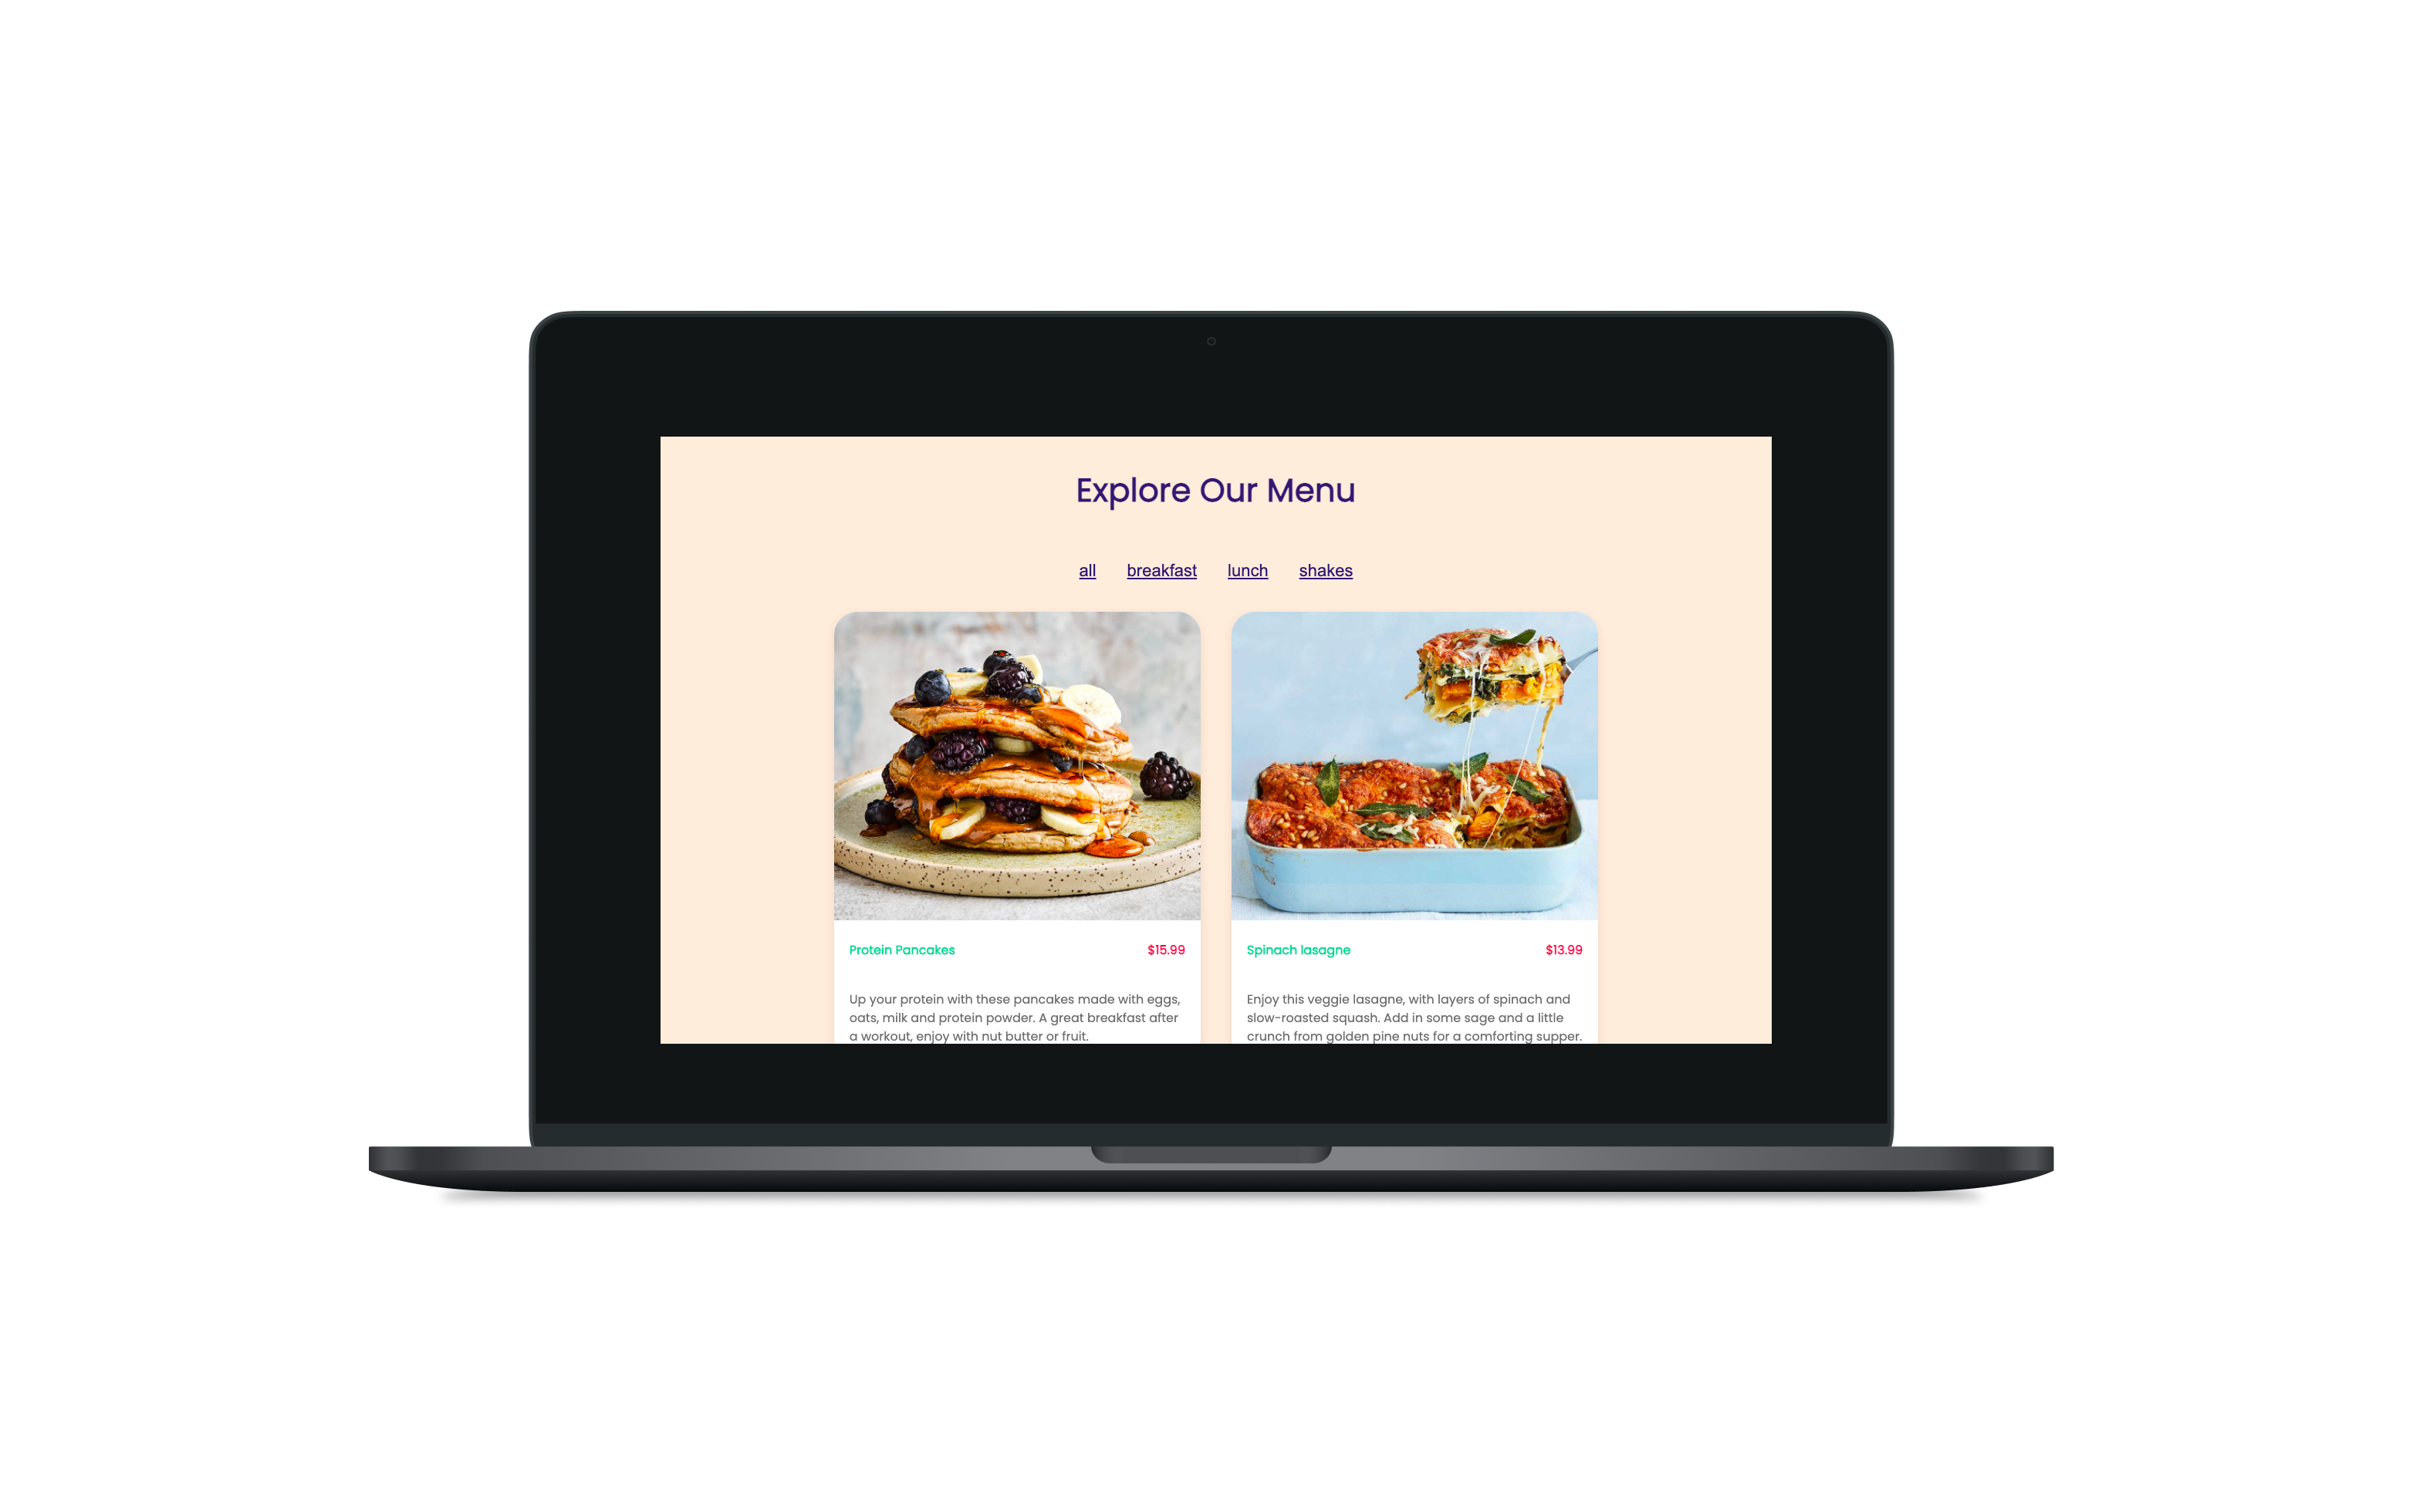 Explore Our Menu
all breakfast lunch shakes
Protein Pancakes $15.99
Up your protein with these pancakes made with eggs,
oats, milk and protein powder. A great breakfast after
a workout, enjoy with nut butter or fruit.
Spinach lasagne $13.99
Enjoy this veggie lasagne, with layers of spinach and
slow-roasted squash. Add in some sage and a little
crunch from golden pine nuts for a comforting supper.